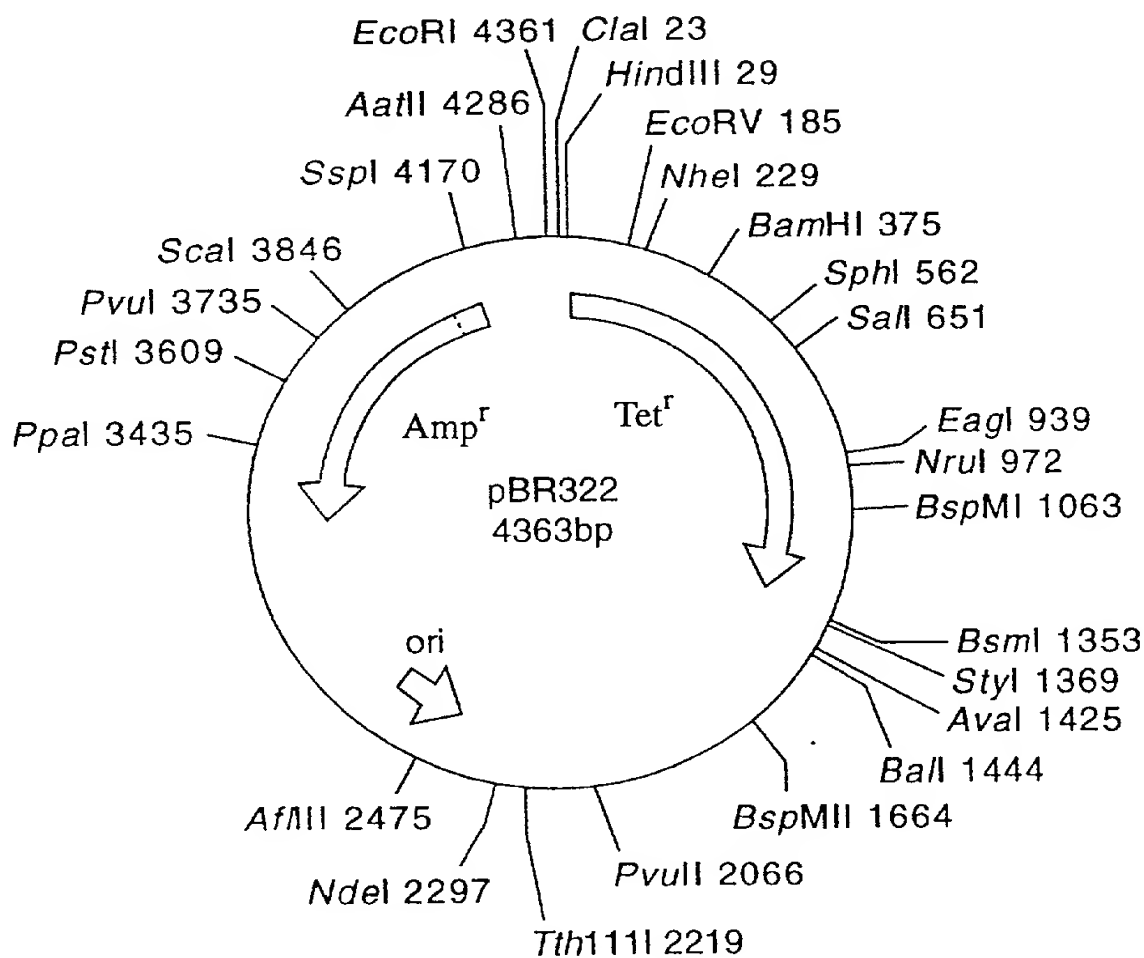 EcoRI 4361
ClaI 23
HindIII 29
AatII 4286
EcoRV 185
SspI 4170
NheI 229
BamHI 375
ScaI 3846
SphI 562
PvuI 3735
SalI 651
PstI 3609
Amp^r
Tet^r
PpaI 3435
EagI 939
NruI 972
pBR322
4363bp
BspMI 1063
ori
BsmI 1353
StyI 1369
AvaI 1425
BalI 1444
AflIII 2475
BspMII 1664
NdeI 2297
PvuII 2066
Tth111I 2219